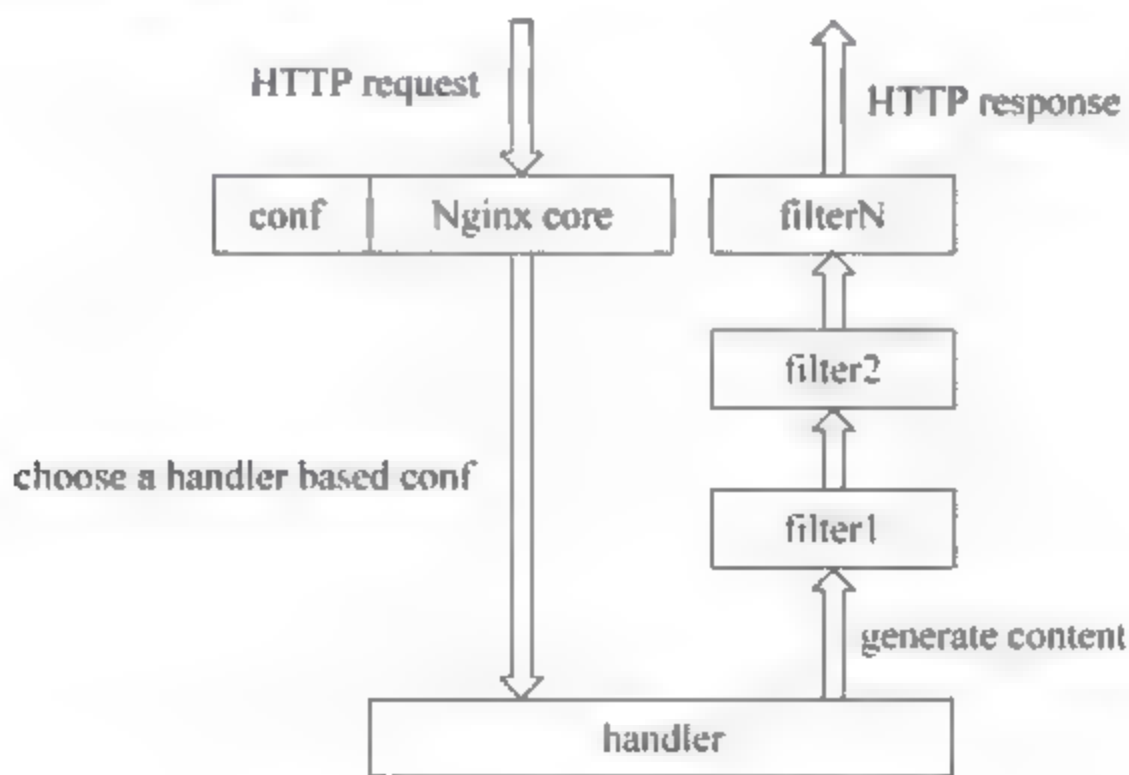 HTTP request
HTTP response
conf
Nginx core
filterN
filter2
choose a handler based conf
filter1
generate content
handler